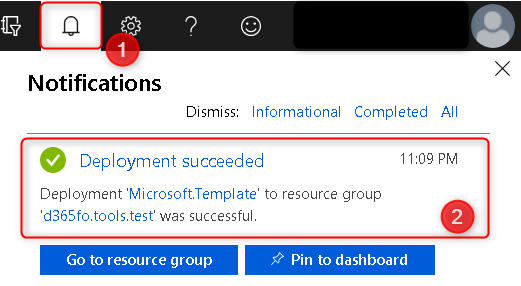 ?
1
Notifications
Dismiss: Informational Completed All
Deployment succeeded 11:09 PM
Deployment 'Microsoft.Template' to resource group
'd365fo.tools.test' was successful.
2
Go to resource group Pin to dashboard